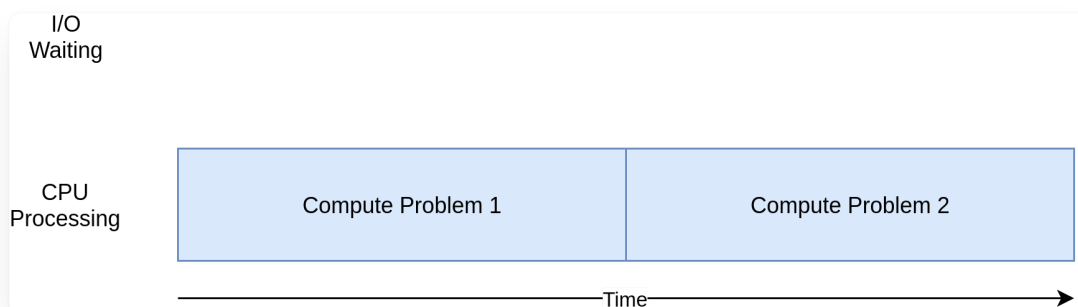 I/O
Waiting
CPU
Processing
Compute Problem 1
Compute Problem 2
Time